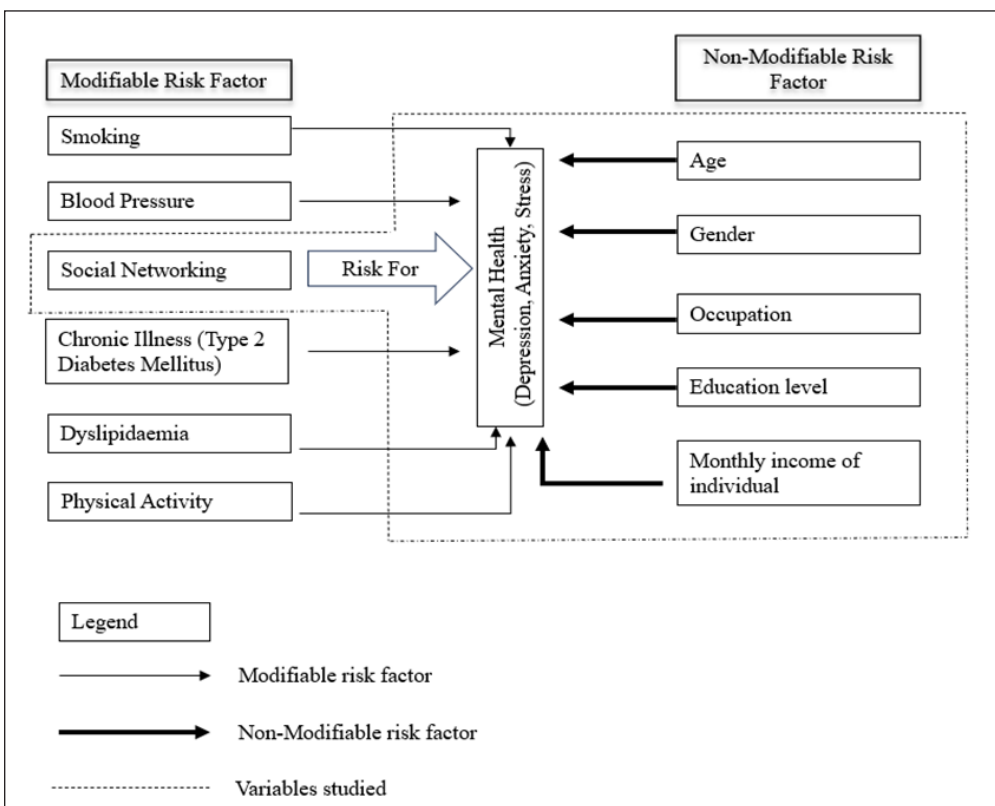 Modifiable Risk Factor
Smoking
Blood Pressure
Social Networking
Chronic Illness (Type 2
Diabetes Mellitus)
Dyslipidaemia
Physical Activity
Risk For
Mental Health
(Depression, Anxiety, Stress)
Non-Modifiable Risk
Factor
Age
Gender
Occupation
Education level
Monthly income of
individual
Legend
Modifiable risk factor
Non-Modifiable risk factor
Variables studied